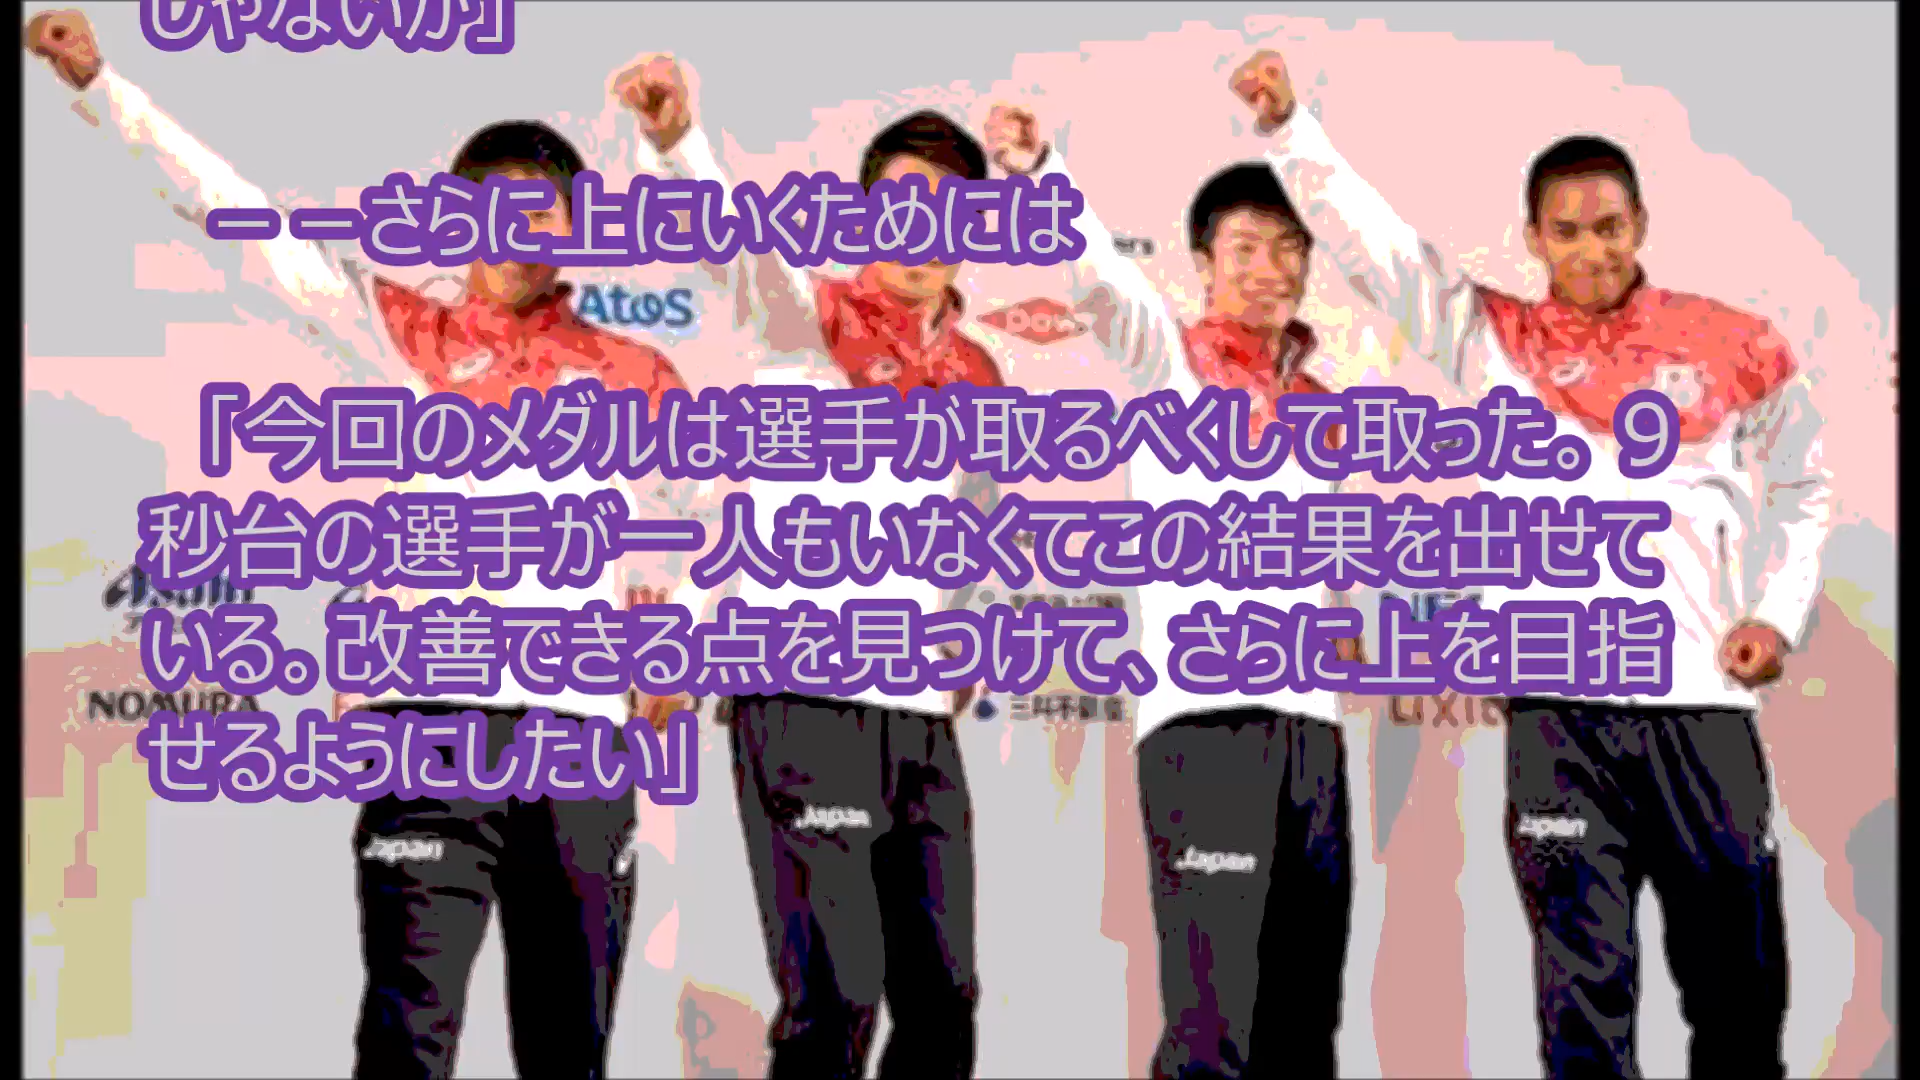 じゃないか」
－－さらに上にいくためには
Atos
DOW
「今回のメダルは選手が取るべくして取った。９
秒台の選手が一人もいなくてこの結果を出せて
いる。改善できる点を見つけて、さらに上を目指
NOMURA
LIXIL
せるようにしたい」
Japan
Japan
Japan
Japan